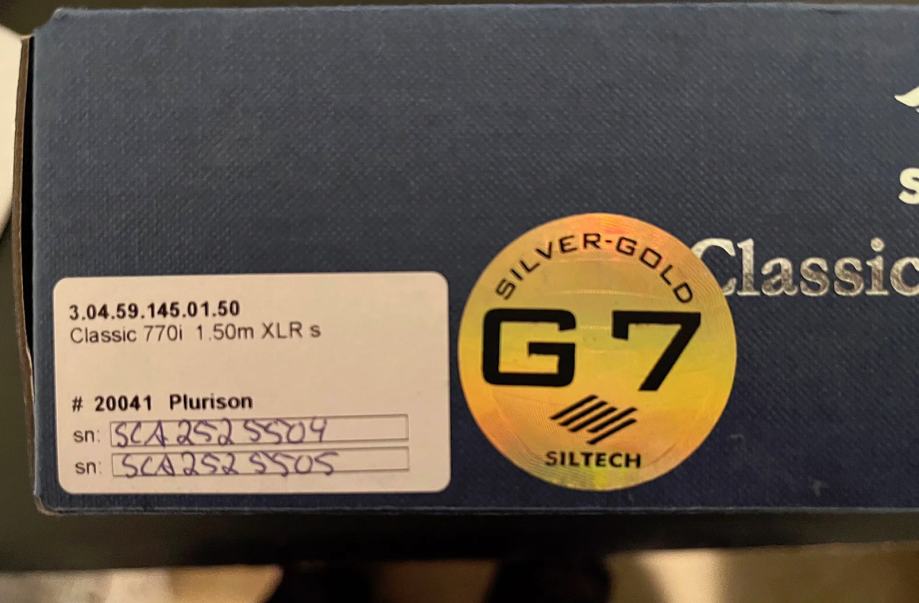 3.04.59.145.01.50
Classic 770i 1.50m XLR s
# 20041 Plurison
sn: SCA2525504
sn: SCA2525505
SILVER-GOLD
G7
SILTECH
S
Classic